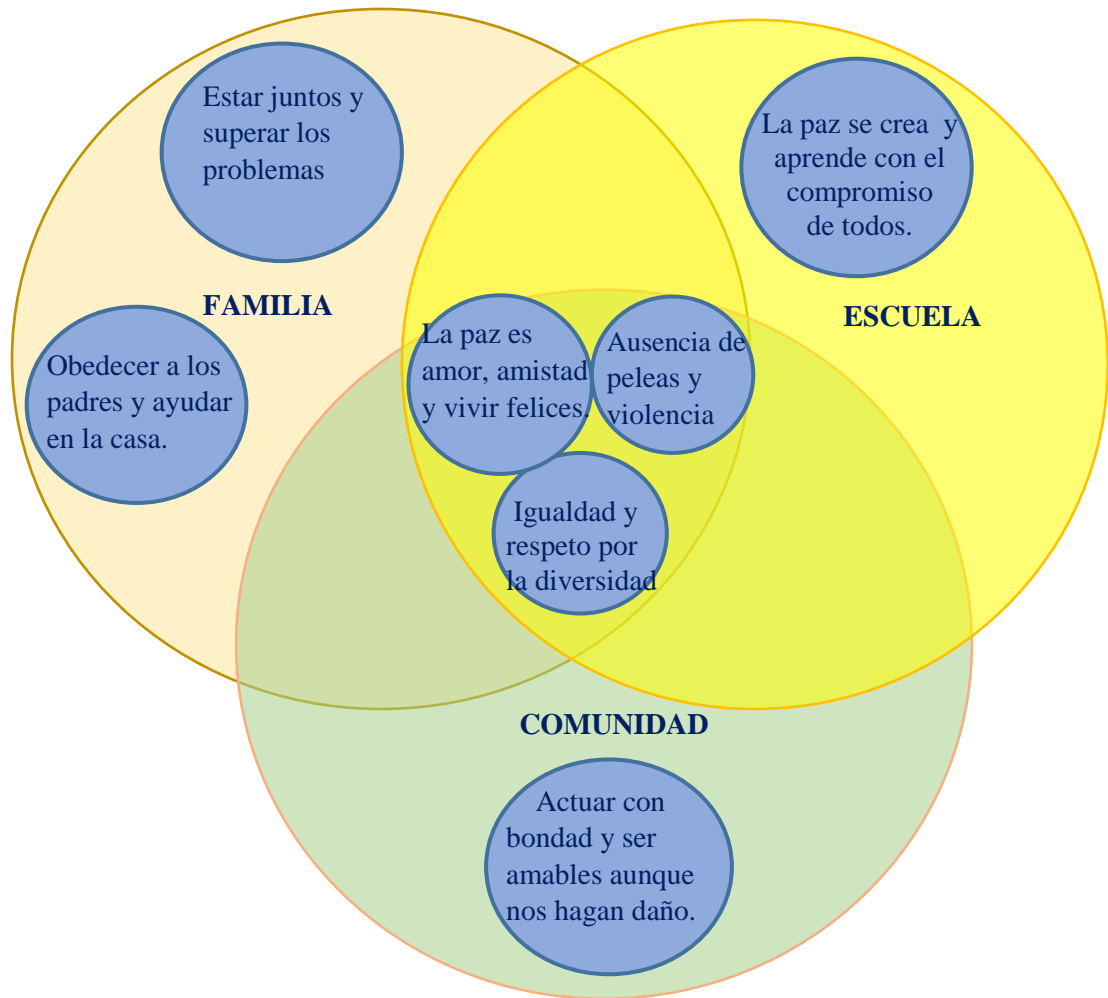 Estar juntos y
superar los
problemas
La paz se crea y
aprende con el
compromiso
de todos.
FAMILIA
ESCUELA
Obedecer a los
padres y ayudar
en la casa.
La paz es
amor, amistad
y vivir felices.
Ausencia de
peleas y
violencia
Igualdad y
respeto por
la diversidad
COMUNIDAD
Actuar con
bondad y ser
amables aunque
nos hagan daño.